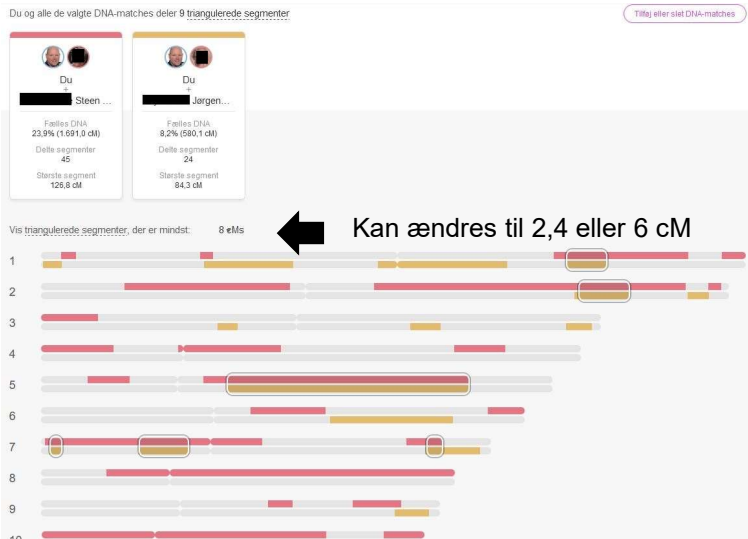 Du og alle de valgte DNA-matches deler 9 triangulerede segmenter
Tilføj eller slet DNA-matches
Du
+
Steen ...
Fælles DNA
23,9% (1.691,0 cM)
Delte segmenter
45
Største segment
126,8 cM
Du
+
Jørgen...
Fælles DNA
8,2% (580,1 cM)
Delte segmenter
24
Største segment
84,3 cM
Vis triangulerede segmenter, der er mindst: 8 cMs
Kan ændres til 2,4 eller 6 cM
1
2
3
4
5
6
7
8
9
10